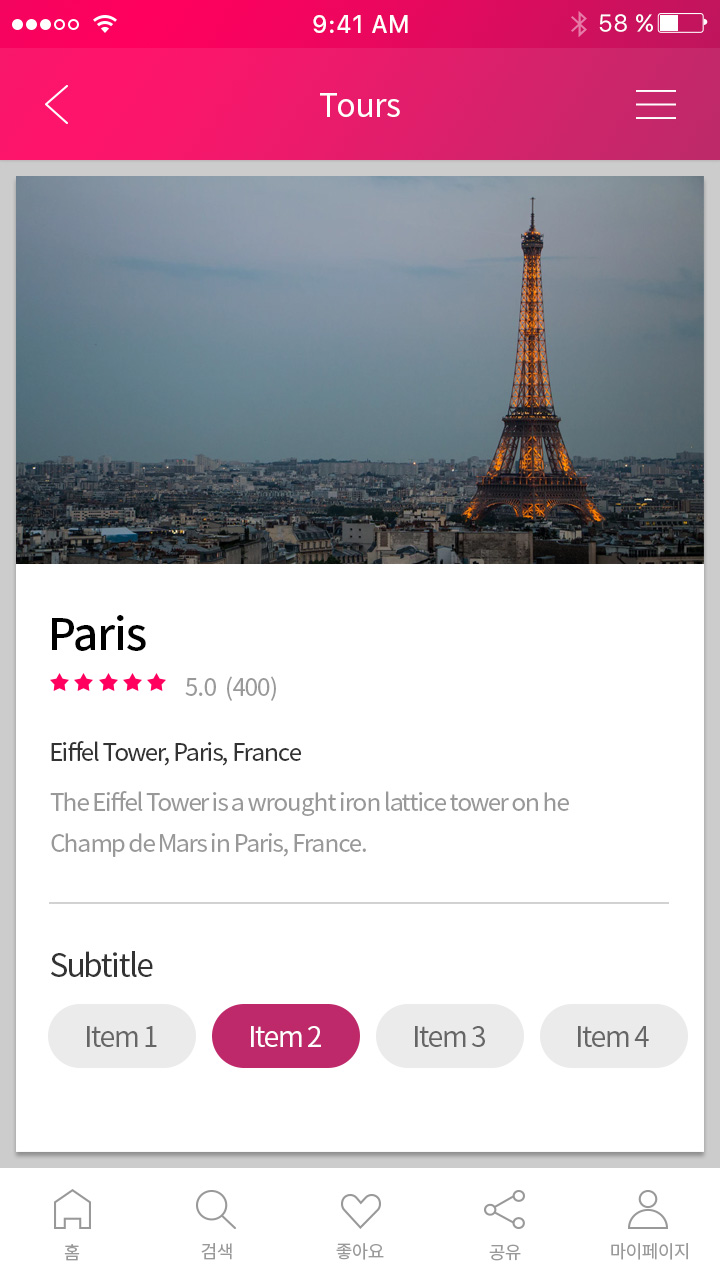 9:41 AM 58 %
Tours
Paris
5.0 (400)
Eiffel Tower, Paris, France
The Eiffel Tower is a wrought iron lattice tower on he
Champ de Mars in Paris, France.
Subtitle
Item 1 Item 2 Item 3 Item 4
홈 검색 좋아요 공유 마이페이지